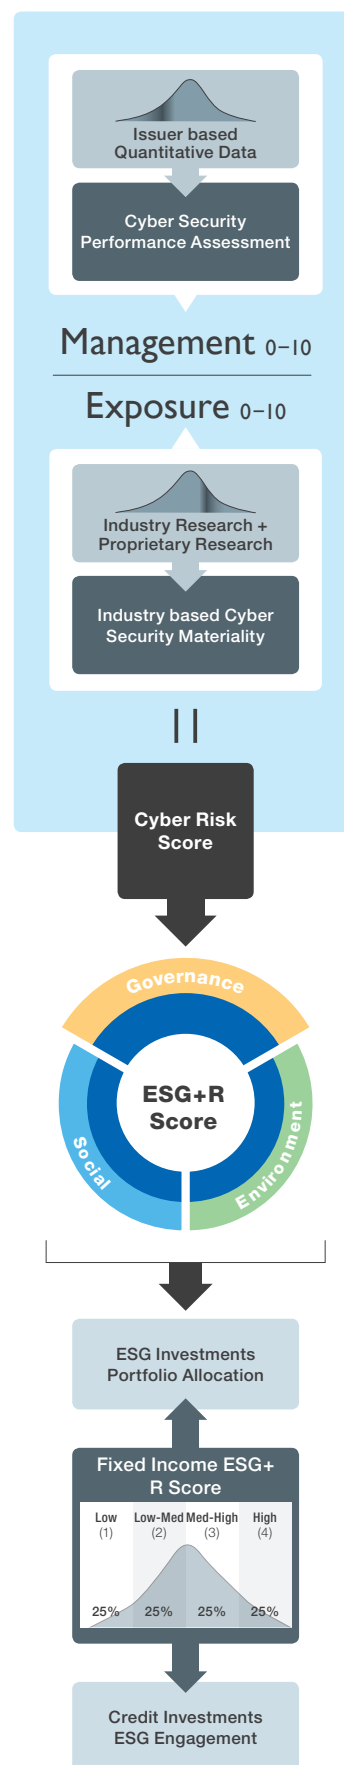 Issuer based
Quantitative Data
Cyber Security
Performance Assessment
Management 0–10
Exposure 0–10
Industry Research +
Proprietary Research
Industry based Cyber
Security Materiality
Cyber Risk
Score
Governance
ESG+R
Score
Social
Environment
ESG Investments
Portfolio Allocation
Fixed Income ESG+
R Score
Low Low-Med Med-High High
(1) (2) (3) (4)
25% 25% 25% 25%
Credit Investments
ESG Engagement